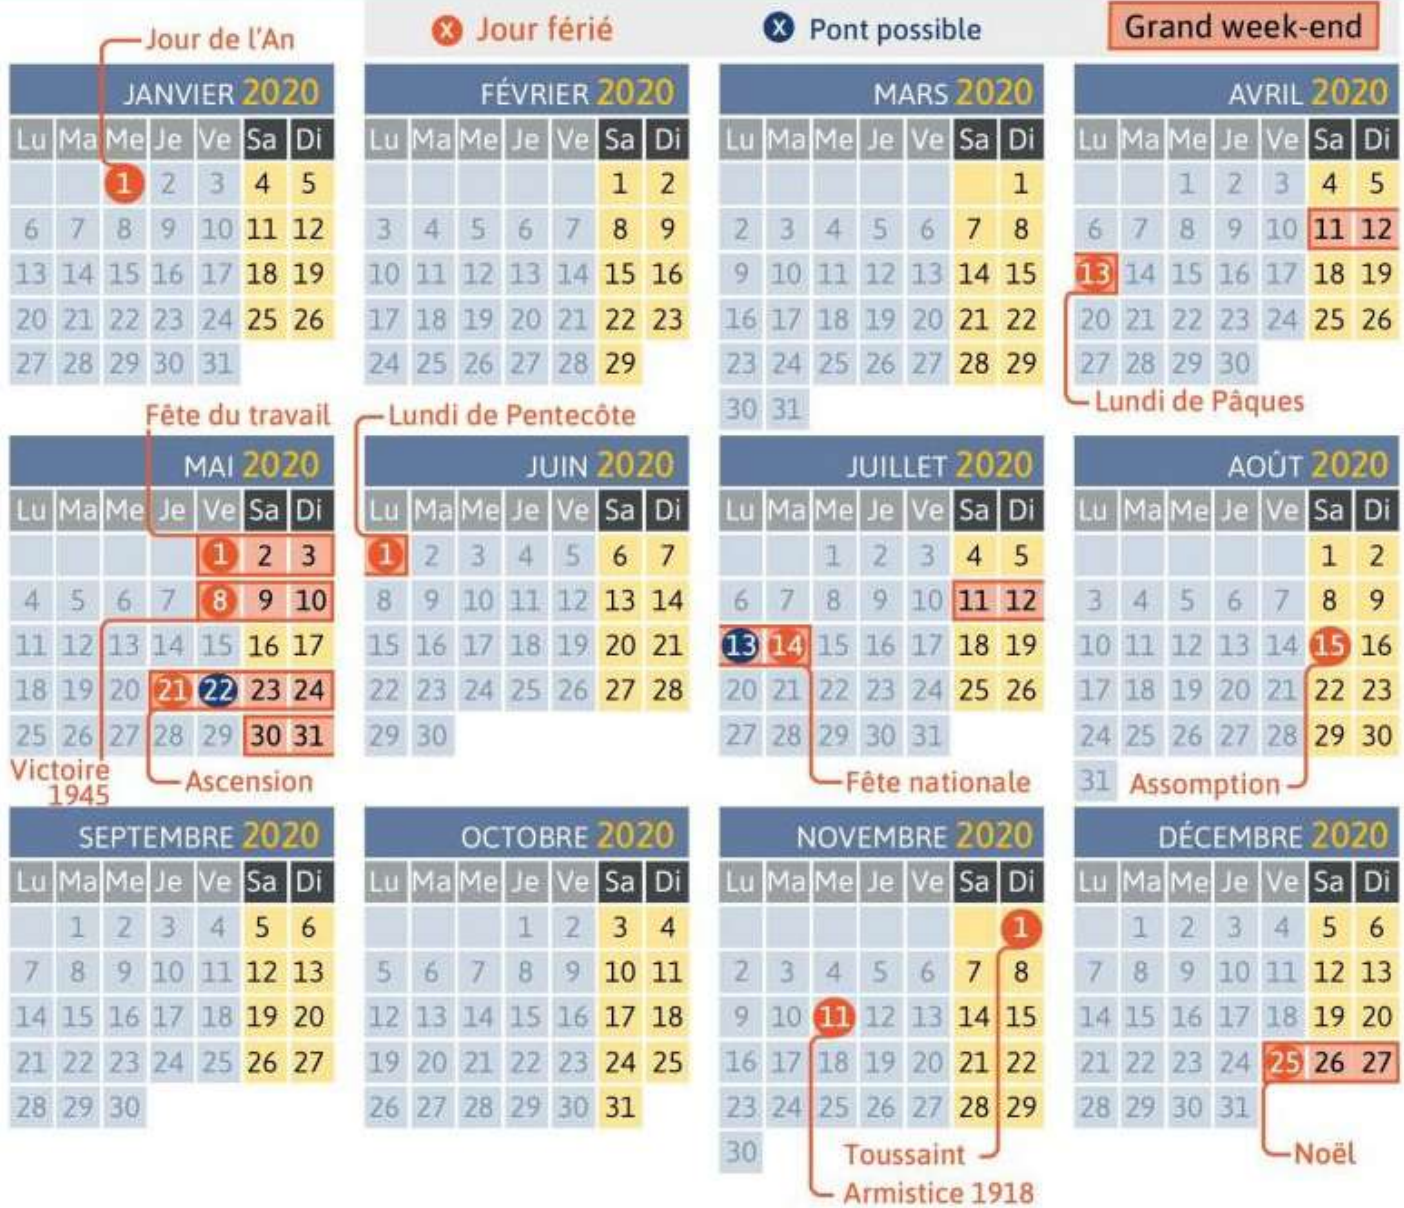 Jour de l'An
X Jour férié X Pont possible Grand week-end
JANVIER 2020
Lu Ma Me Je Ve Sa Di
1 2 3 4 5
6 7 8 9 10 11 12
13 14 15 16 17 18 19
20 21 22 23 24 25 26
27 28 29 30 31
FÉVRIER 2020
Lu Ma Me Je Ve Sa Di
1 2
3 4 5 6 7 8 9
10 11 12 13 14 15 16
17 18 19 20 21 22 23
24 25 26 27 28 29
MARS 2020
Lu Ma Me Je Ve Sa Di
1
2 3 4 5 6 7 8
9 10 11 12 13 14 15
16 17 18 19 20 21 22
23 24 25 26 27 28 29
30 31
AVRIL 2020
Lu Ma Me Je Ve Sa Di
1 2 3 4 5
6 7 8 9 10 11 12
13 14 15 16 17 18 19
20 21 22 23 24 25 26
27 28 29 30
Lundi de Pâques
Fête du travail
MAI 2020
Lu Ma Me Je Ve Sa Di
1 2 3
4 5 6 7 8 9 10
11 12 13 14 15 16 17
18 19 20 21 22 23 24
25 26 27 28 29 30 31
Victoire
1945
Ascension
Lundi de Pentecôte
JUIN 2020
Lu Ma Me Je Ve Sa Di
1 2 3 4 5 6 7
8 9 10 11 12 13 14
15 16 17 18 19 20 21
22 23 24 25 26 27 28
29 30
JUILLET 2020
Lu Ma Me Je Ve Sa Di
1 2 3 4 5
6 7 8 9 10 11 12
13 14 15 16 17 18 19
20 21 22 23 24 25 26
27 28 29 30 31
Fête nationale
AOÛT 2020
Lu Ma Me Je Ve Sa Di
1 2
3 4 5 6 7 8 9
10 11 12 13 14 15 16
17 18 19 20 21 22 23
24 25 26 27 28 29 30
31
Assomption
SEPTEMBRE 2020
Lu Ma Me Je Ve Sa Di
1 2 3 4 5 6
7 8 9 10 11 12 13
14 15 16 17 18 19 20
21 22 23 24 25 26 27
28 29 30
OCTOBRE 2020
Lu Ma Me Je Ve Sa Di
1 2 3 4
5 6 7 8 9 10 11
12 13 14 15 16 17 18
19 20 21 22 23 24 25
26 27 28 29 30 31
NOVEMBRE 2020
Lu Ma Me Je Ve Sa Di
1
2 3 4 5 6 7 8
9 10 11 12 13 14 15
16 17 18 19 20 21 22
23 24 25 26 27 28 29
30
Toussaint
Armistice 1918
DÉCEMBRE 2020
Lu Ma Me Je Ve Sa Di
1 2 3 4 5 6
7 8 9 10 11 12 13
14 15 16 17 18 19 20
21 22 23 24 25 26 27
28 29 30 31
Noël